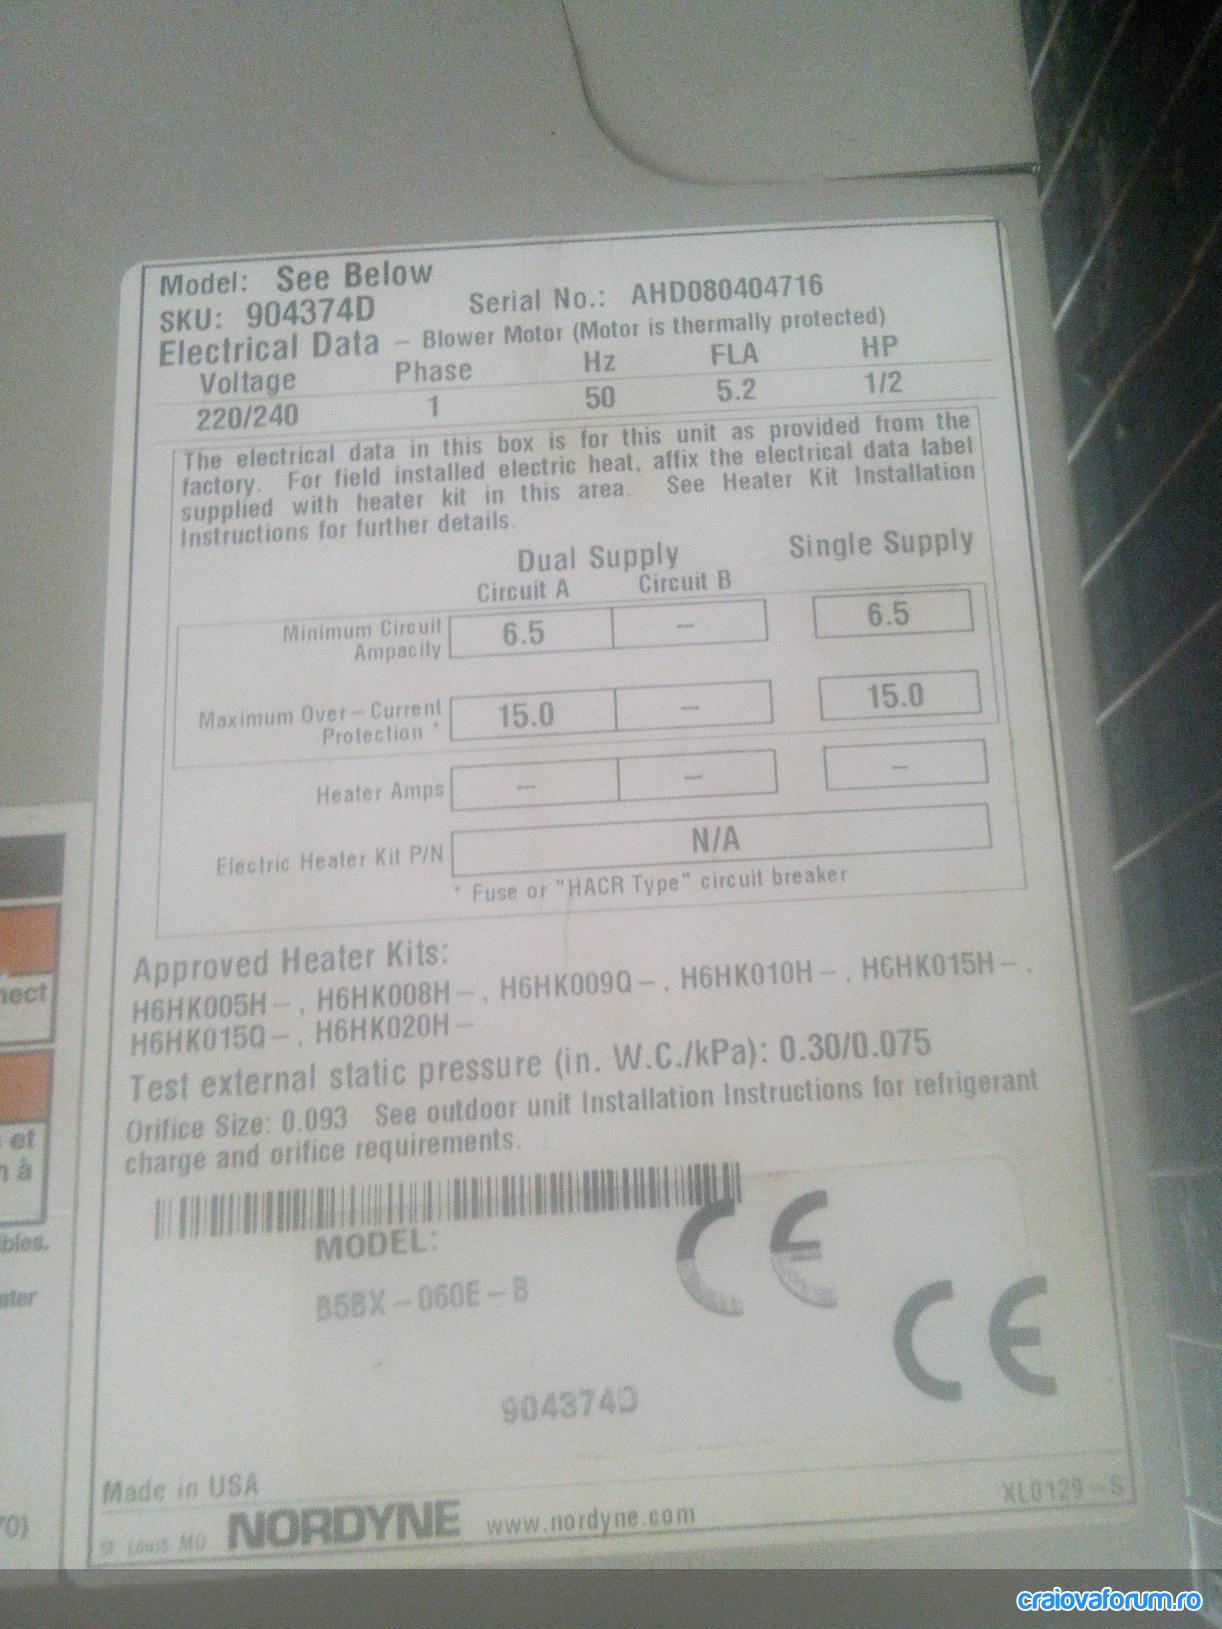 Model: See Below
SKU: 904374D Serial No.: AHD080404716
Electrical Data - Blower Motor (Motor is thermally protected)
Voltage Phase Hz FLA HP
220/240 1 50 5.2 1/2
The electrical data in this box is for this unit as provided from the
factory. For field installed electric heat, affix the electrical data label
supplied with heater kit in this area. See Heater Kit Installation
Instructions for further details.
Dual Supply Single Supply
Circuit A Circuit B
Minimum Circuit
Ampacity 6.5 - 6.5
Maximum Over-Current
Protection * 15.0 - 15.0
Heater Amps - - -
Electric Heater Kit P/N N/A
* Fuse or "HACR Type" circuit breaker
Approved Heater Kits:
H6HK005H-, H6HK008H-, H6HK009Q-, H6HK010H-, H6HK015H-,
H6HK015Q-, H6HK020H-
Test external static pressure (in. W.C./kPa): 0.30/0.075
Orifice Size: 0.093 See outdoor unit Installation Instructions for refrigerant
charge and orifice requirements.
MODEL:
B5BX-060E-B
CE
CE
904374D
Made in USA
St. Louis MO NORDYNE www.nordyne.com XL0129-S
nect
et
à
bles.
ater
70)
craiovaforum.ro